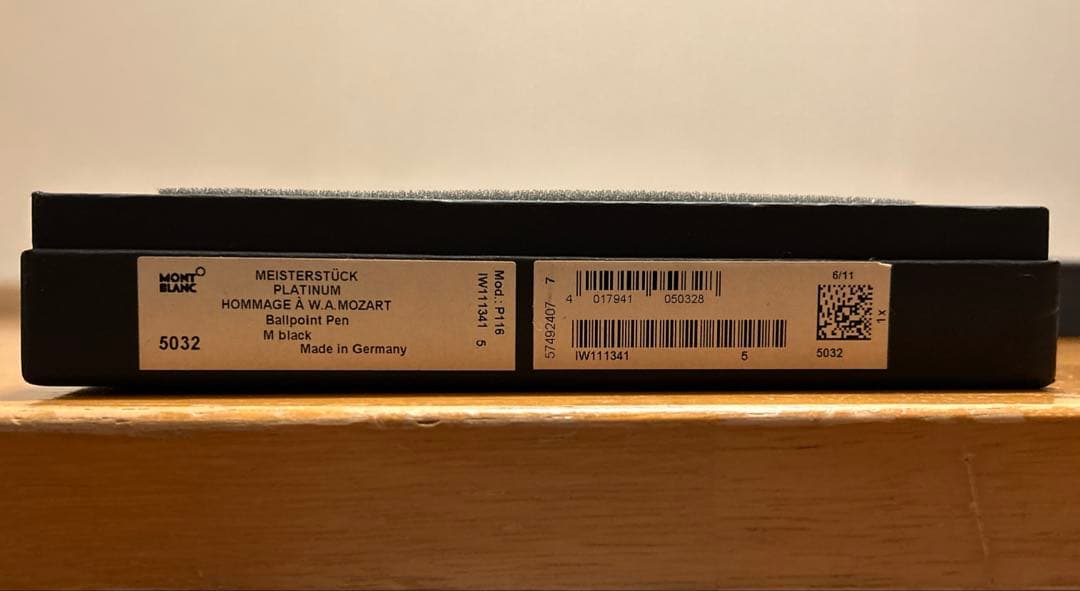 MONT
BLANC
5032
MEISTERSTÜCK
PLATINUM
HOMMAGE À W.A.MOZART
Ballpoint Pen
M black
Made in Germany
Mod.: P116
IW111341 5
57492407 7
4 017941 050328
IW111341 5
6/11
1x
5032